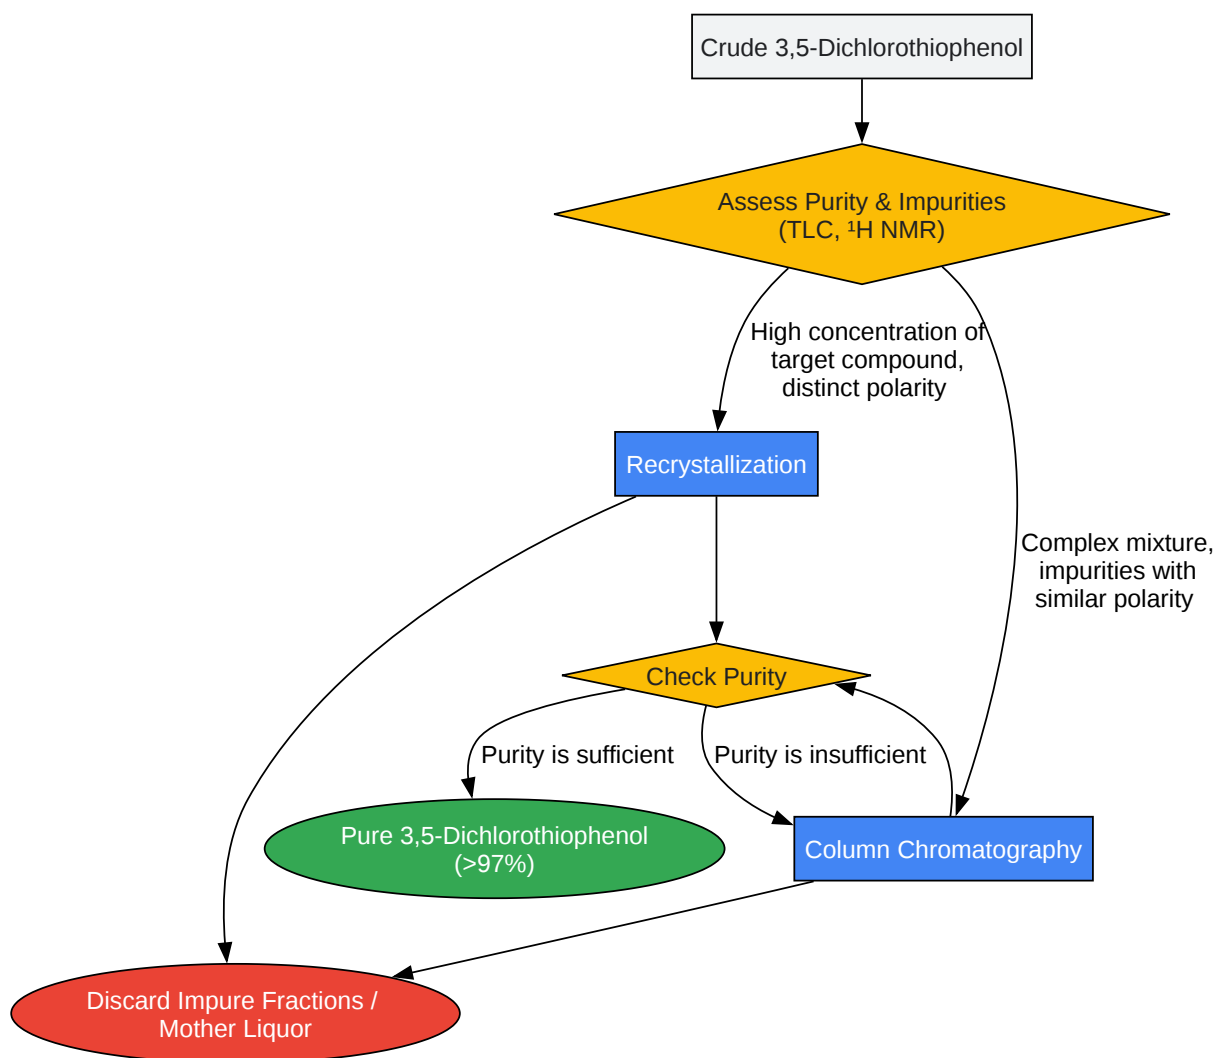 Crude 3,5-Dichlorothiophenol
Assess Purity & Impurities
(TLC, ¹H NMR)
High concentration of
target compound,
distinct polarity
Recrystallization
Complex mixture,
impurities with
similar polarity
Check Purity
Purity is sufficient
Purity is insufficient
Pure 3,5-Dichlorothiophenol
(>97%)
Column Chromatography
Discard Impure Fractions /
Mother Liquor